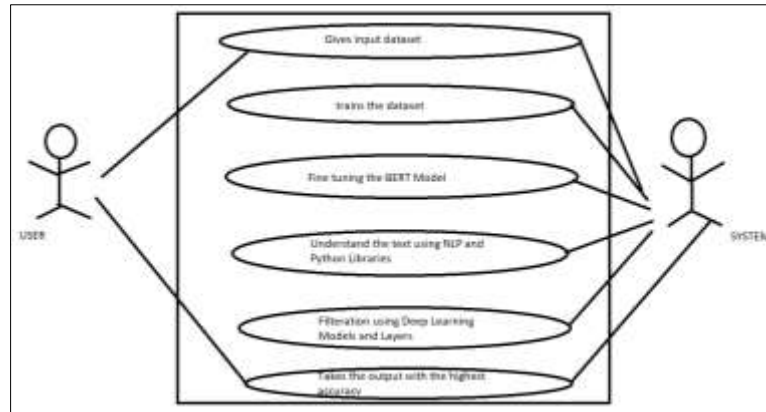 Gives input dataset
trains the dataset
Fine tuning the BERT Model
Understand the text using NLP and
Python Libraries
Filteration using Deep Learning
Models and Layers
Takes the output with the highest
accuracy
USER
SYSTEM